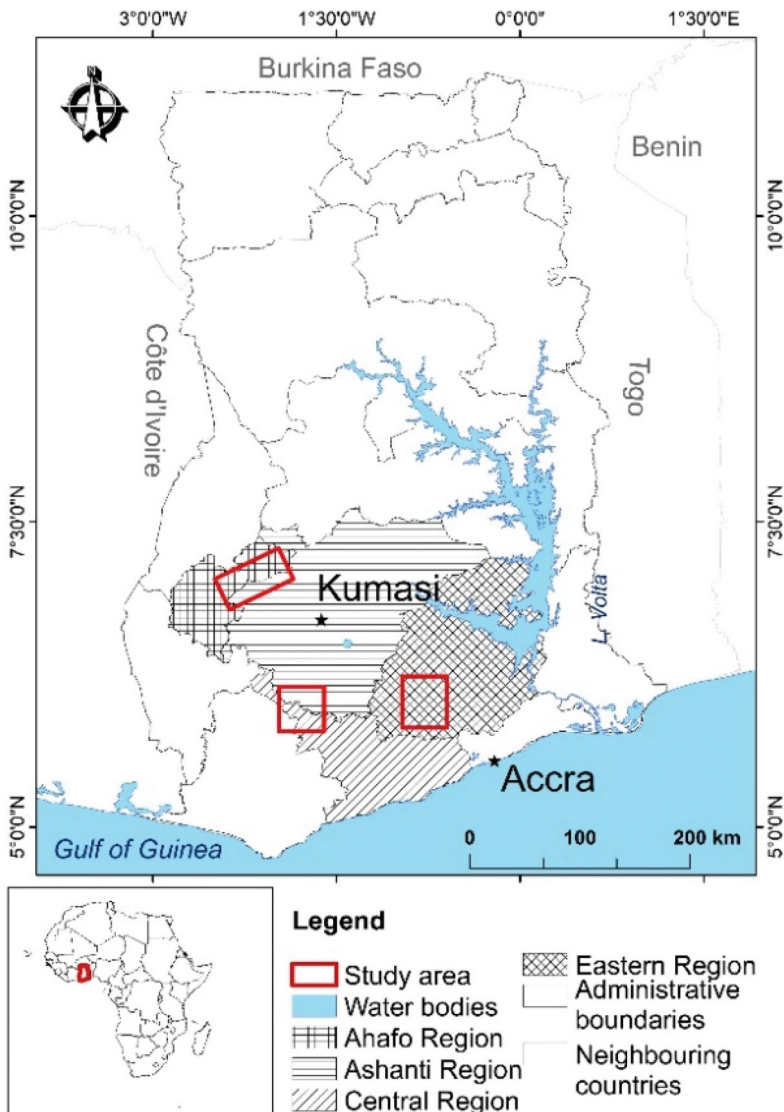 3°0'0"W 1°30'0"W 0°0'0" 1°30'0"E
N
Burkina Faso
Benin
10°0'0"N 10°0'0"N
Côte d'Ivoire
Togo
7°30'0"N 7°30'0"N
Kumasi
Lr Volta
Accra
5°0'0"N 5°0'0"N
0 100 200 km
Gulf of Guinea
Legend
Study area
Water bodies
Ahafo Region
Ashanti Region
Central Region
Eastern Region
Administrative
boundaries
Neighbouring
countries